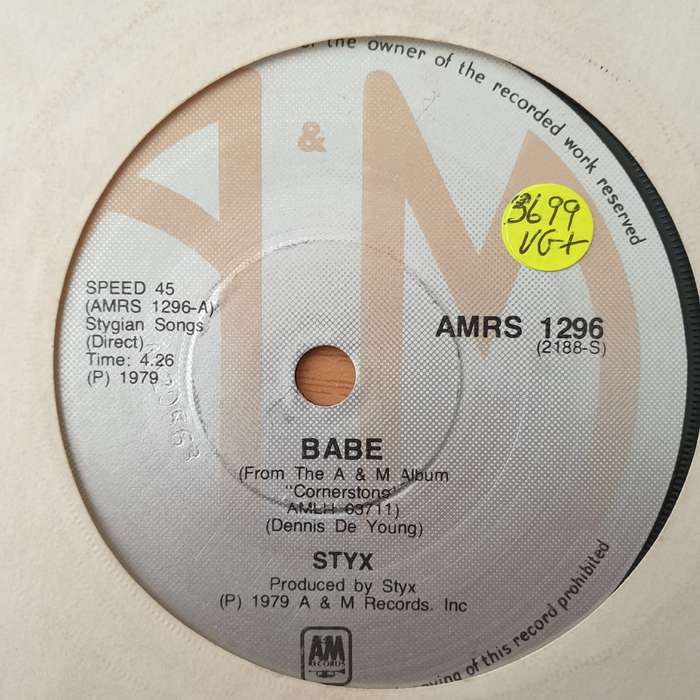 the owner of the recorded work reserved
A & M
3699
VG+
SPEED 45
(AMRS 1296-A)
Stygian Songs
(Direct)
Time: 4.26
(P) 1979
AMRS 1296
(2188-S)
BABE
(From The A & M Album
"Cornerstone"
AMLH 63711)
(Dennis De Young)
STYX
Produced by Styx
(P) 1979 A & M Records. Inc
AM
RECORDS
of this record prohibited